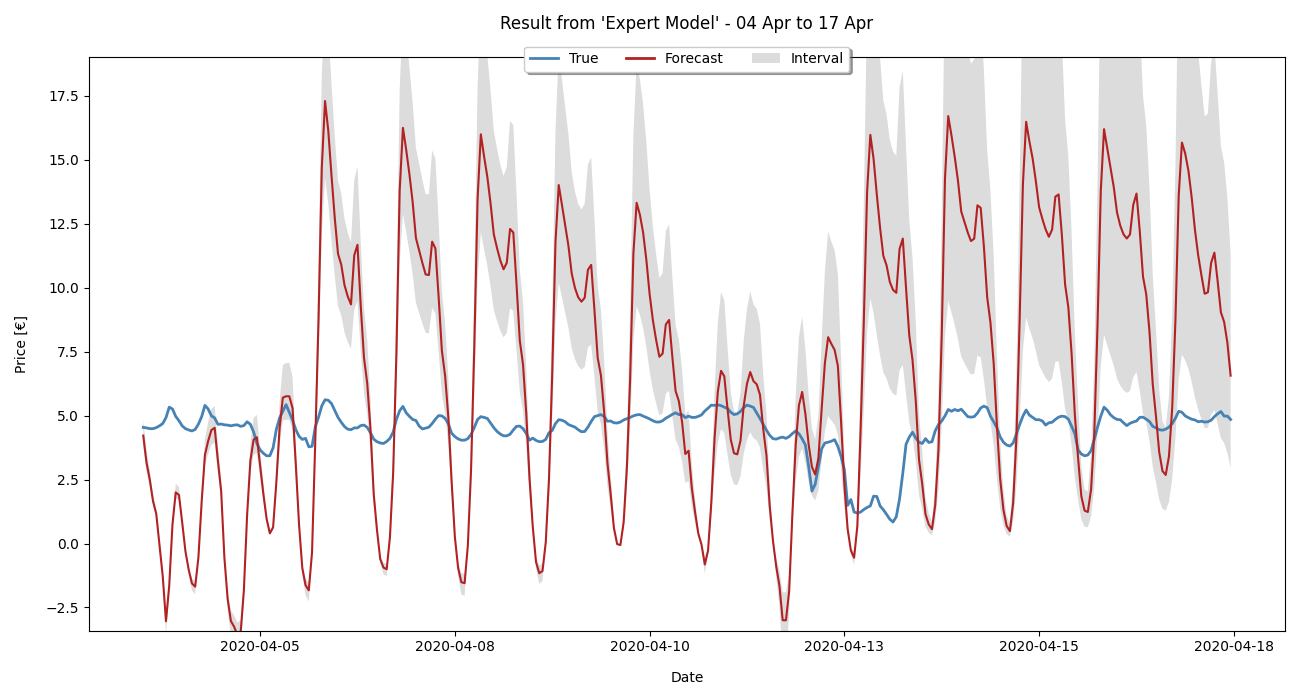 Result from 'Expert Model' - 04 Apr to 17 Apr
True
Forecast
Interval
17.5
15.0
12.5
10.0
7.5
5.0
2.5
0.0
−2.5
Price [€]
2020-04-05
2020-04-08
2020-04-10
2020-04-13
2020-04-15
2020-04-18
Date